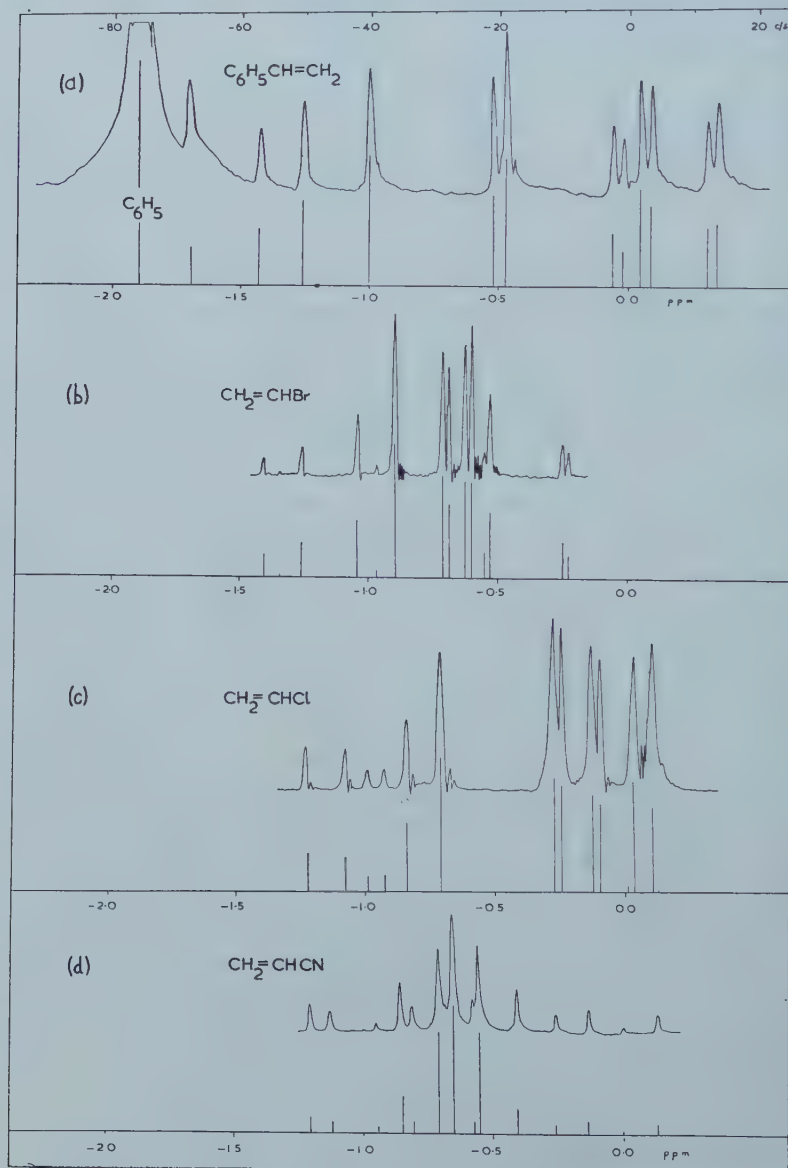 -80 -60 -40 -20 0 20 c/s
(a) C₆H₅CH=CH₂
C₆H₅
-2·0 -1·5 -1·0 -0·5 0·0 ppm
(b) CH₂=CHBr
-2·0 -1·5 -1·0 -0·5 0·0
(c) CH₂=CHCl
-2·0 -1·5 -1·0 -0·5 0·0
(d) CH₂=CHCN
-2·0 -1·5 -1·0 -0·5 0·0 ppm